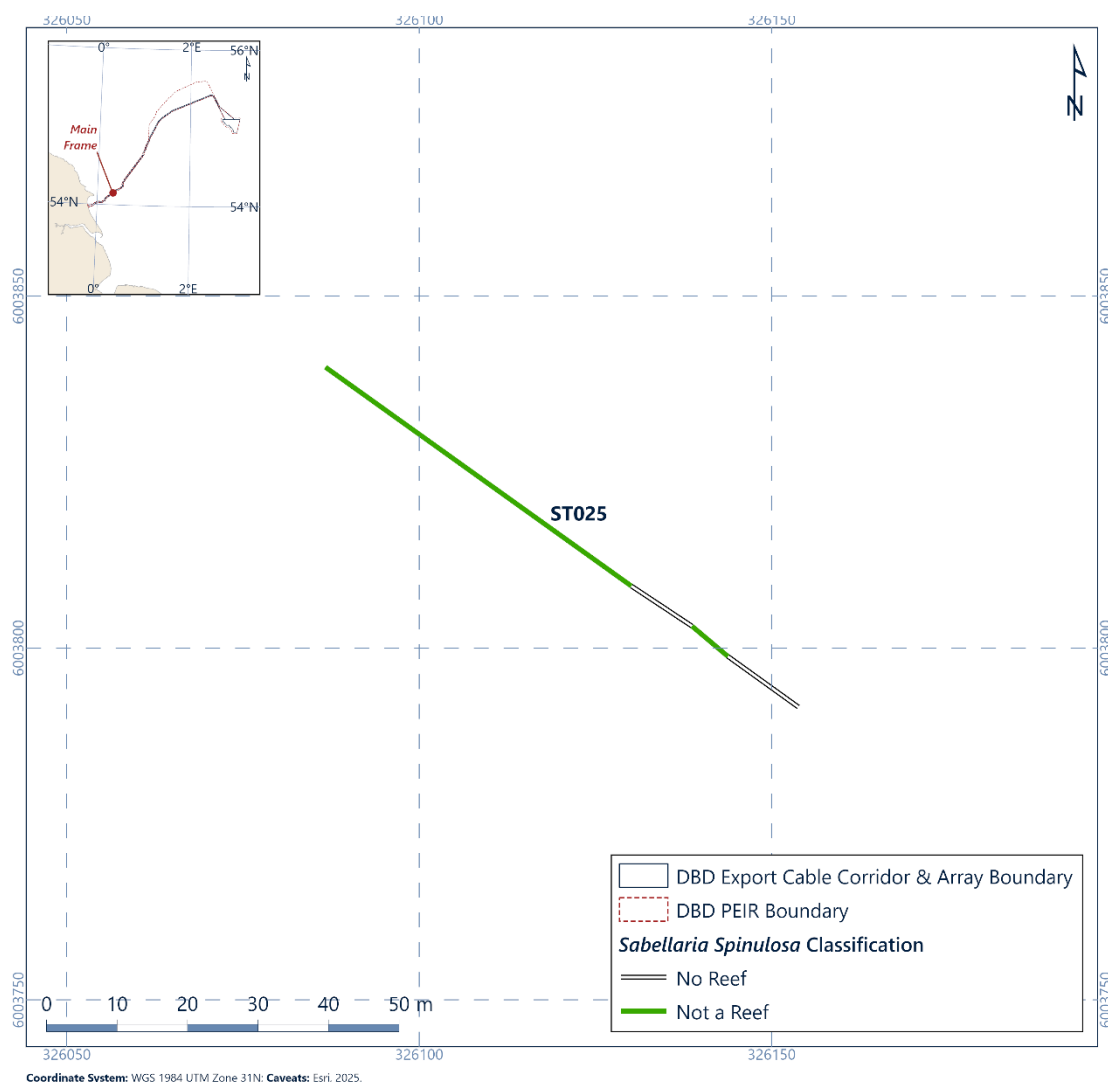 326050
326100
326150
0°
2°E
56°N
N
Main
Frame
54°N
54°N
0°
2°E
N
6003850
6003850
ST025
6003800
6003800
DBD Export Cable Corridor & Array Boundary
DBD PEIR Boundary
Sabellaria Spinulosa Classification
No Reef
Not a Reef
6003750
6003750
0 10 20 30 40 50 m
326050
326100
326150
Coordinate System: WGS 1984 UTM Zone 31N; Caveats: Esri, 2025.